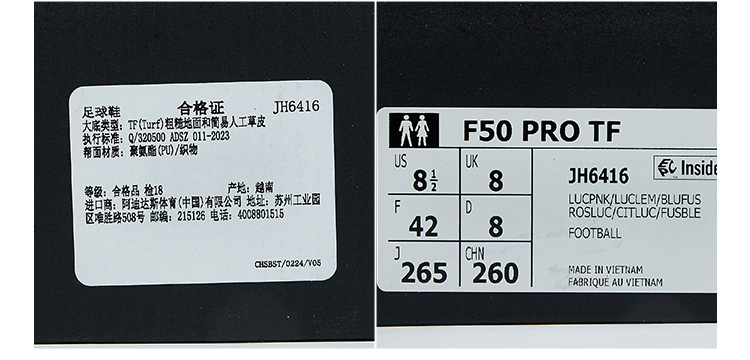 足球鞋 合格证 JH6416
大底类型: TF(Turf)粗糙地面和简易人工草皮
执行标准: Q/320500 ADSZ 011-2023
帮面材质: 聚氨酯(PU)/织物
等级: 合格品 检18 产地: 越南
进口商: 阿迪达斯体育(中国)有限公司 地址: 苏州工业园
区准胜路508号 邮编: 215126 电话: 4008801515
CHSBST/0224/V05
F50 PRO TF
US 8½ UK 8
F 42 D 8
J 265 CHN 260
JH6416
Inside
LUCPNK/LUCLEM/BLUFUS
ROSLUC/CITLUC/FUSBLE
FOOTBALL
MADE IN VIETNAM
FABRIQUÉ AU VIETNAM